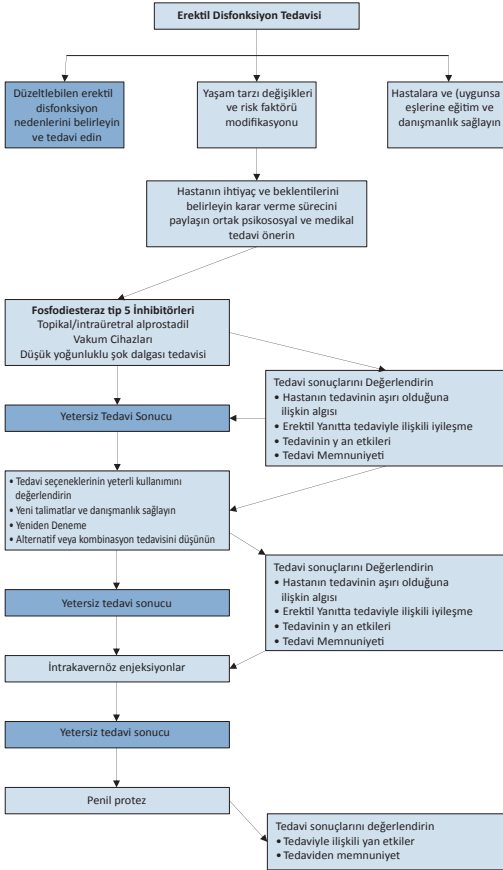 Erektil Disfonksiyon Tedavisi
Düzeltlebilen erektil
disfonksiyon
nedenlerini belirleyin
ve tedavi edin
Yaşam tarzı değişikleri
ve risk faktörü
modifikasyonu
Hastalara ve (uygunsa
eşlerine eğitim ve
danışmanlık sağlayın
Hastanın ihtiyaç ve beklentilerini
belirleyin karar verme sürecini
paylaşın ortak psikososyal ve medikal
tedavi önerin
Fosfodiesteraz tip 5 İnhibitörleri
Topikal/intraüretral alprostadil
Vakum Cihazları
Düşük yoğunluklu şok dalgası tedavisi
Tedavi sonuçlarını Değerlendirin
• Hastanın tedavinin aşırı olduğuna
ilişkin algısı
• Erektil Yanıtta tedaviyle ilişkili iyileşme
• Tedavinin y an etkileri
• Tedavi Memnuniyeti
Yetersiz Tedavi Sonucu
• Tedavi seçeneklerinin yeterli kullanımını
değerlendirin
• Yeni talimatlar ve danışmanlık sağlayın
• Yeniden Deneme
• Alternatif veya kombinasyon tedavisini düşünün
Tedavi sonuçlarını Değerlendirin
• Hastanın tedavinin aşırı olduğuna
ilişkin algısı
• Erektil Yanıtta tedaviyle ilişkili iyileşme
• Tedavinin y an etkileri
• Tedavi Memnuniyeti
Yetersiz tedavi sonucu
İntrakavernöz enjeksiyonlar
Yetersiz tedavi sonucu
Penil protez
Tedavi sonuçlarını değerlendirin
• Tedaviyle ilişkili yan etkiler
• Tedaviden memnuniyet